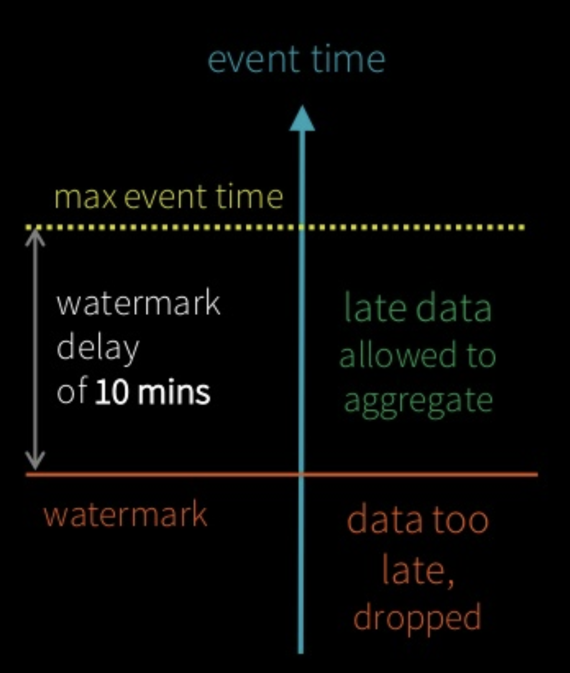 event time
max event time
watermark
delay
of 10 mins
late data
allowed to
aggregate
watermark
data too
late,
dropped